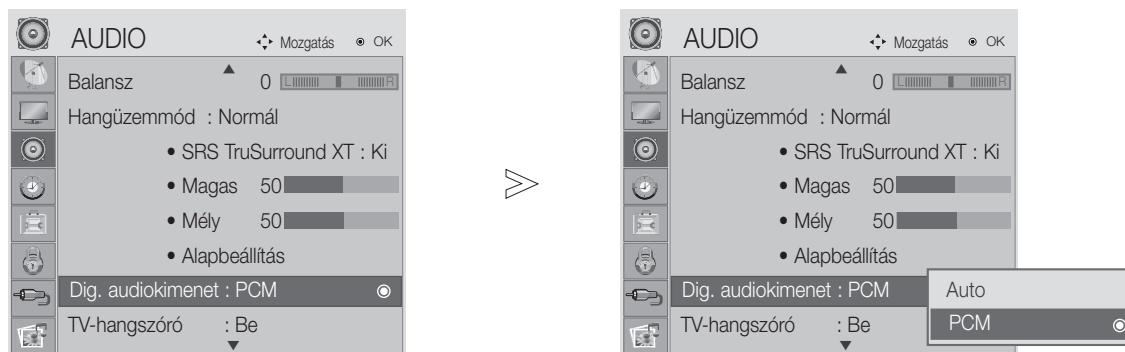 AUDIO Mozgatás OK
Balansz 0 L R
Hangüzemmód : Normál
• SRS TruSurround XT : Ki
• Magas 50
• Mély 50
• Alapbeállítás
Dig. audiokimenet : PCM
TV-hangszóró : Be
AUDIO Mozgatás OK
Balansz 0 L R
Hangüzemmód : Normál
• SRS TruSurround XT : Ki
• Magas 50
• Mély 50
• Alapbeállítás
Dig. audiokimenet : PCM
TV-hangszóró : Be
Auto
PCM